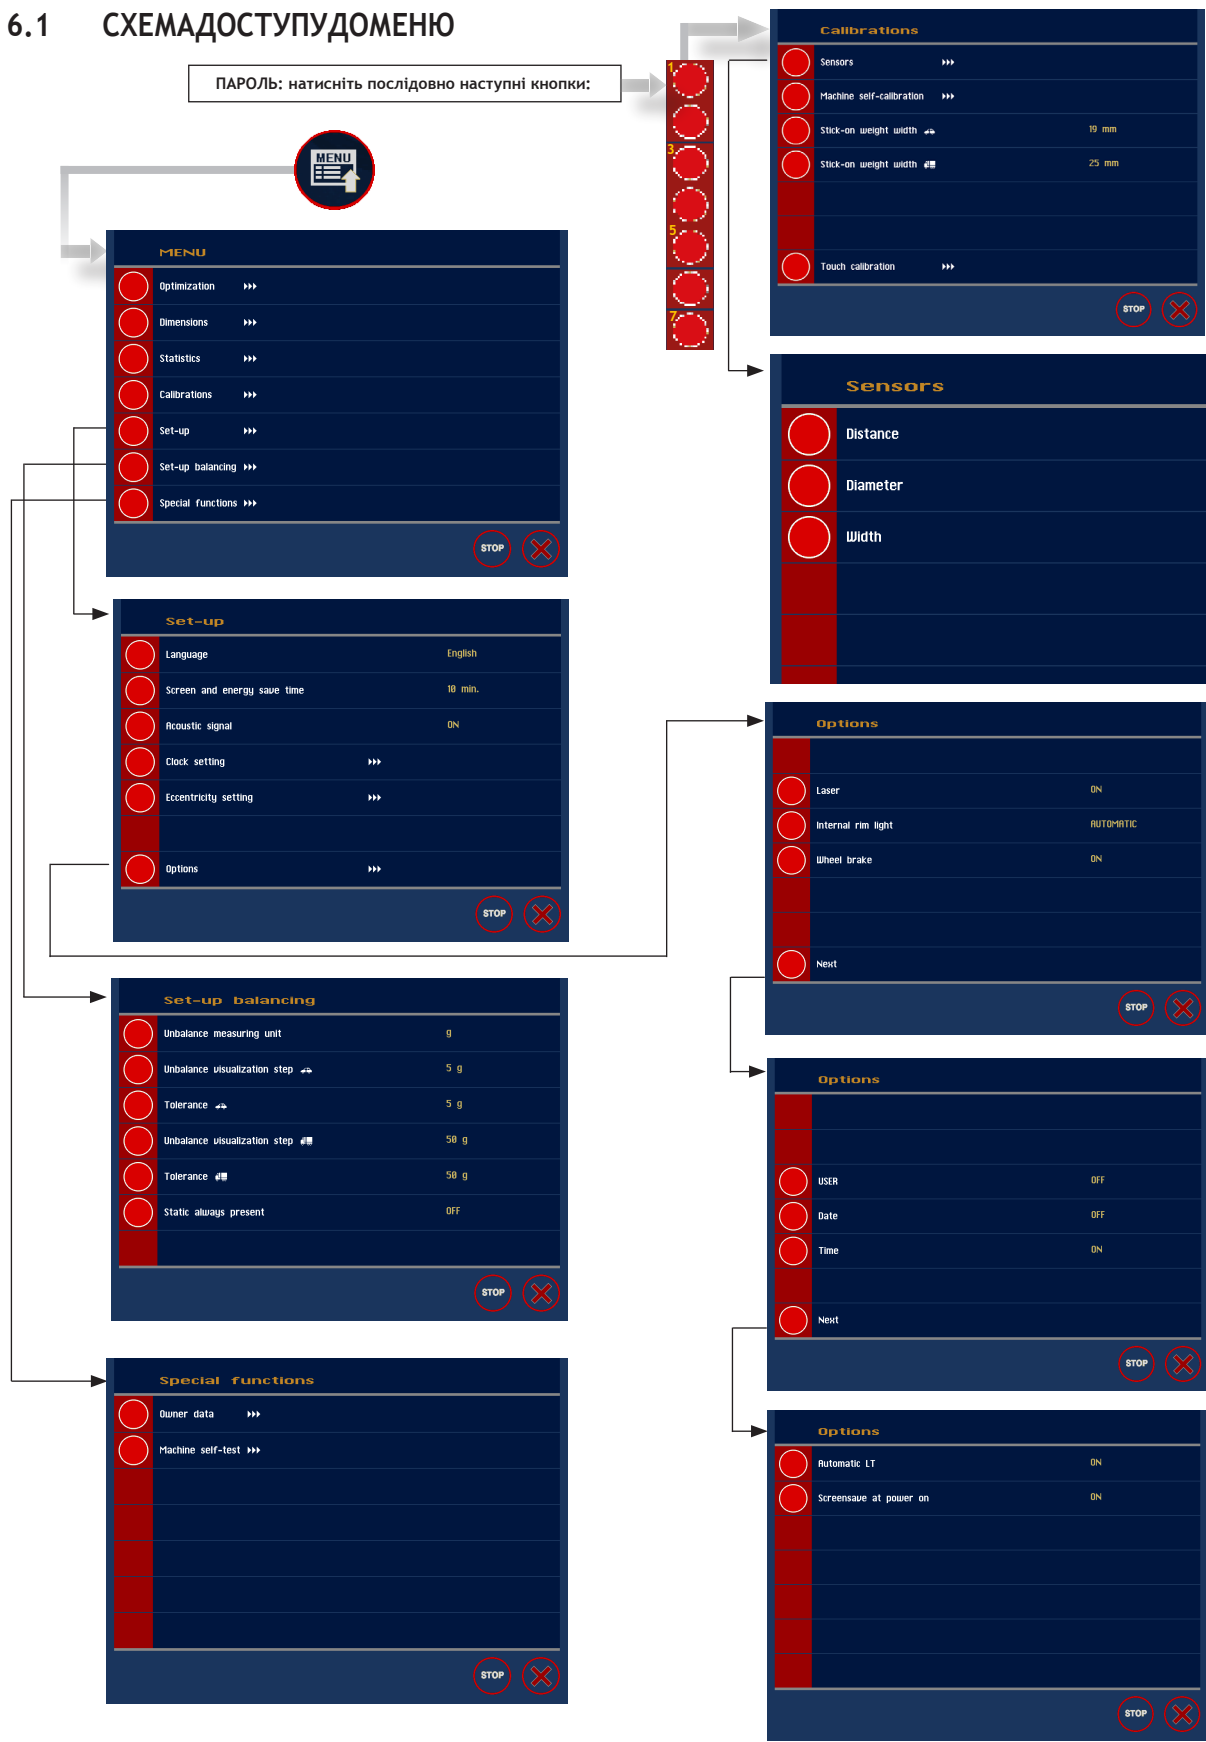 6.1 СХЕМАДОСТУПУДОМЕНЮ
ПАРОЛЬ: натисніть послідовно наступні кнопки:
1
3
5
7
MENU
MENU
Optimization
Dimensions
Statistics
Calibrations
Set-up
Set-up balancing
Special functions
STOP
Set-up
Language English
Screen and energy save time 10 min.
Acoustic signal ON
Clock setting
Eccentricity setting
Options
STOP
Set-up balancing
Unbalance measuring unit g
Unbalance visualization step 5 g
Tolerance 5 g
Unbalance visualization step 50 g
Tolerance 50 g
Static always present OFF
STOP
Special functions
Owner data
Machine self-test
STOP
Calibrations
Sensors
Machine self-calibration
Stick-on weight width 19 mm
Stick-on weight width 25 mm
Touch calibration
STOP
Sensors
Distance
Diameter
Width
Options
Laser ON
Internal rim light AUTOMATIC
Wheel brake ON
Next
STOP
Options
USER OFF
Date OFF
Time ON
Next
STOP
Options
Automatic LT ON
Screensave at power on ON
STOP